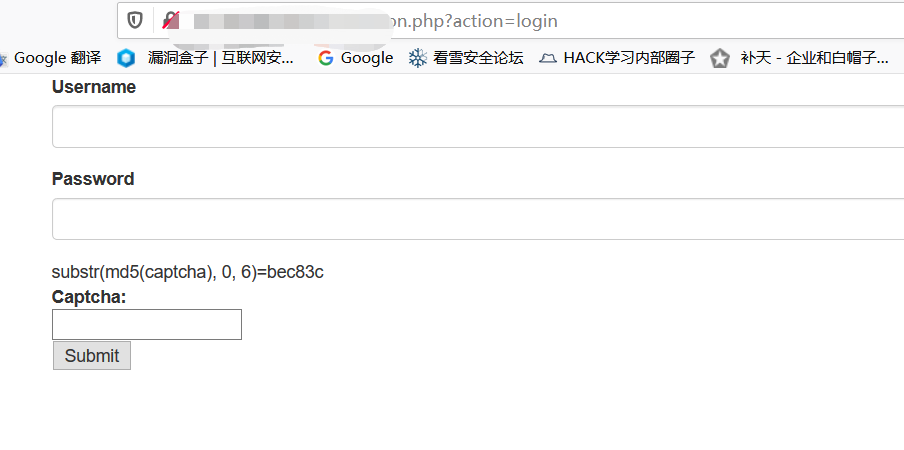 on.php?action=login
Google 翻译 漏洞盒子 | 互联网安... Google 看雪安全论坛 HACK学习内部圈子 补天 - 企业和白帽子...
Username
Password
substr(md5(captcha), 0, 6)=bec83c
Captcha:
Submit